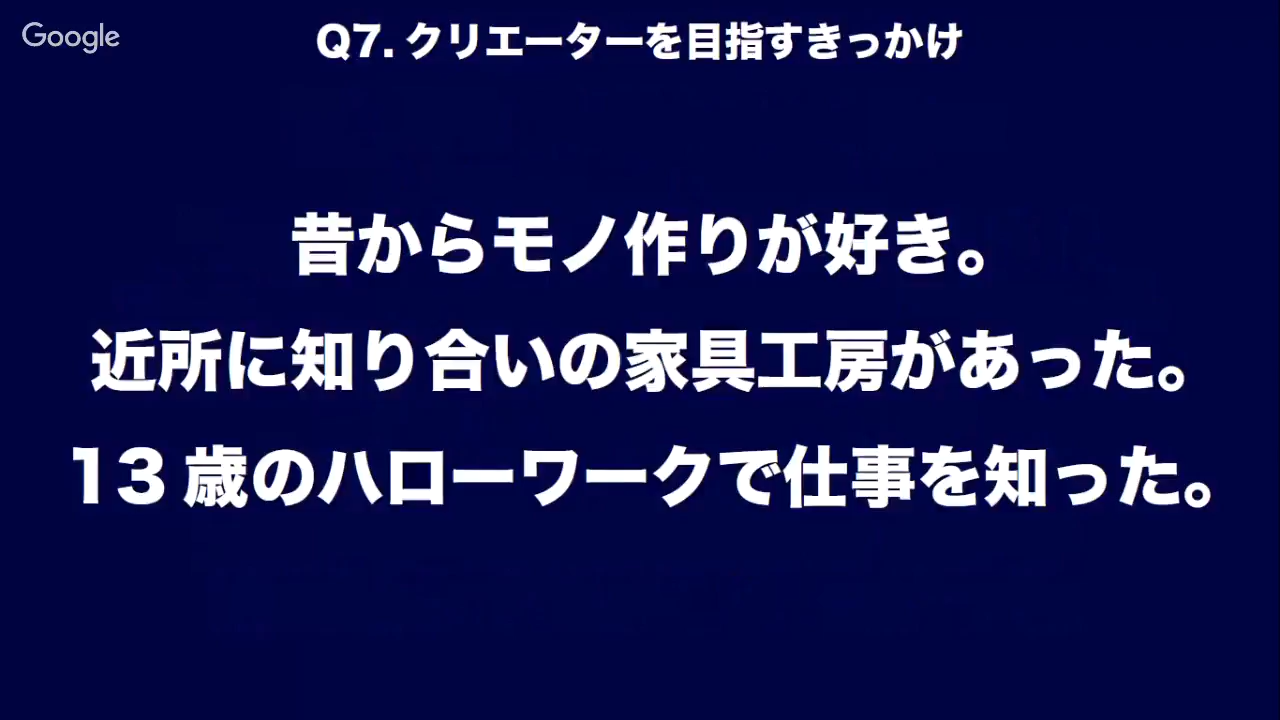 Google
Q7. クリエーターを目指すきっかけ
昔からモノ作りが好き。
近所に知り合いの家具工房があった。
13歳のハローワークで仕事を知った。